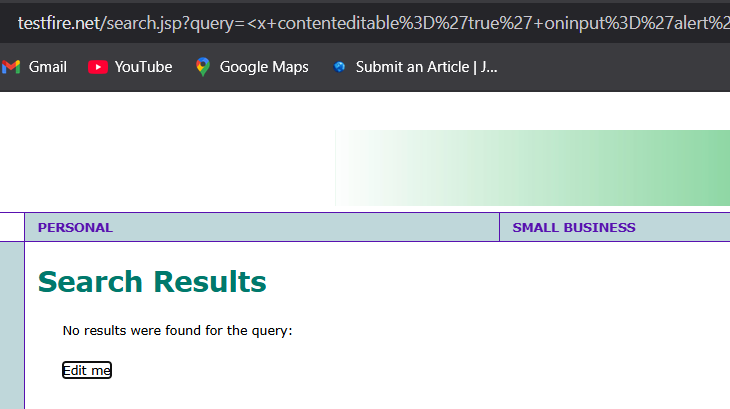 testfire.net/search.jsp?query=<x+contenteditable%3D%27true%27+oninput%3D%27alert%2
Gmail YouTube Google Maps Submit an Article | J...
PERSONAL SMALL BUSINESS
Search Results
No results were found for the query:
Edit me